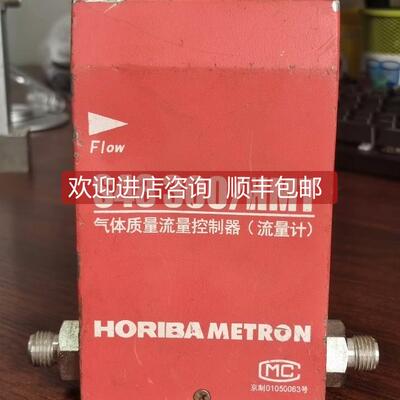 Flow
欢迎进店咨询 顺丰包邮
气体质量流量控制器（流量计）
HORIBA METRON
MC
京制01050063号